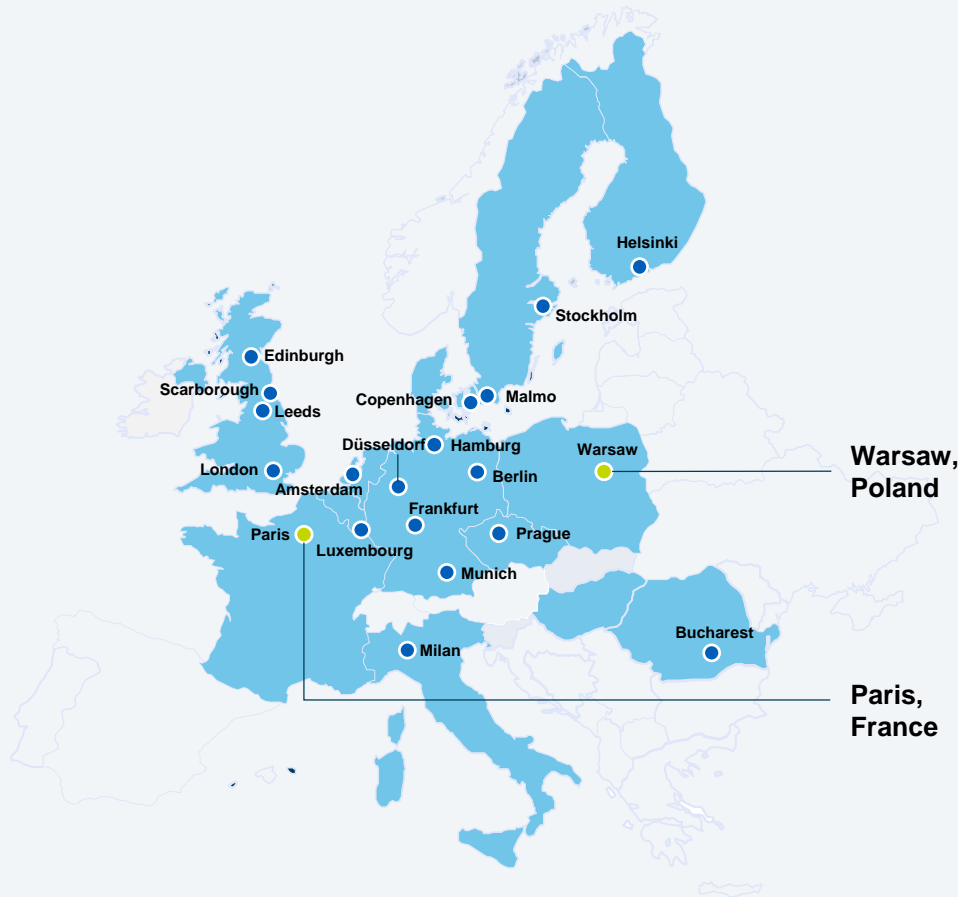 Helsinki
Stockholm
Edinburgh
Scarborough
Malmo
Copenhagen
Leeds
Düsseldorf
Hamburg
Warsaw
Warsaw,
Poland
London
Berlin
Amsterdam
Frankfurt
Paris
Prague
Luxembourg
Munich
Bucharest
Milan
Paris,
France